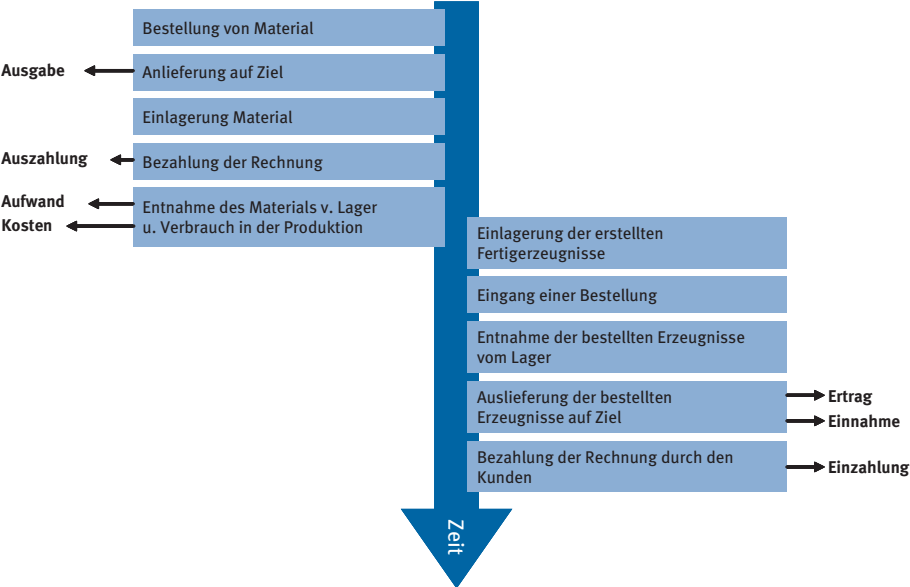 Bestellung von Material
Ausgabe
Anlieferung auf Ziel
Einlagerung Material
Auszahlung
Bezahlung der Rechnung
Aufwand
Kosten
Entnahme des Materials v. Lager
u. Verbrauch in der Produktion
Einlagerung der erstellten
Fertigerzeugnisse
Eingang einer Bestellung
Entnahme der bestellten Erzeugnisse
vom Lager
Auslieferung der bestellten
Erzeugnisse auf Ziel
Ertrag
Einnahme
Bezahlung der Rechnung durch den
Kunden
Einzahlung
Zeit